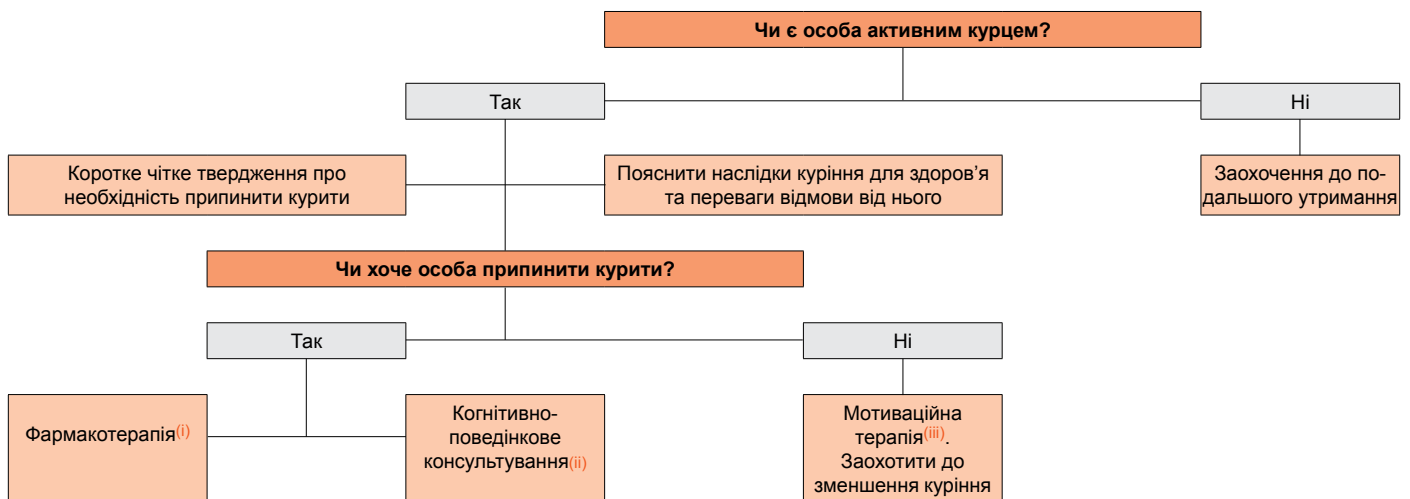 Чи є особа активним курцем?
Так
Ні
Коротке чітке твердження про
необхідність припинити курити
Пояснити наслідки куріння для здоров’я
та переваги відмови від нього
Заохочення до по-
дальшого утримання
Чи хоче особа припинити курити?
Так
Ні
Фармакотерапія(i)
Когнітивно-
поведінкове
консультування(ii)
Мотиваційна
терапія(iii).
Заохотити до
зменшення куріння